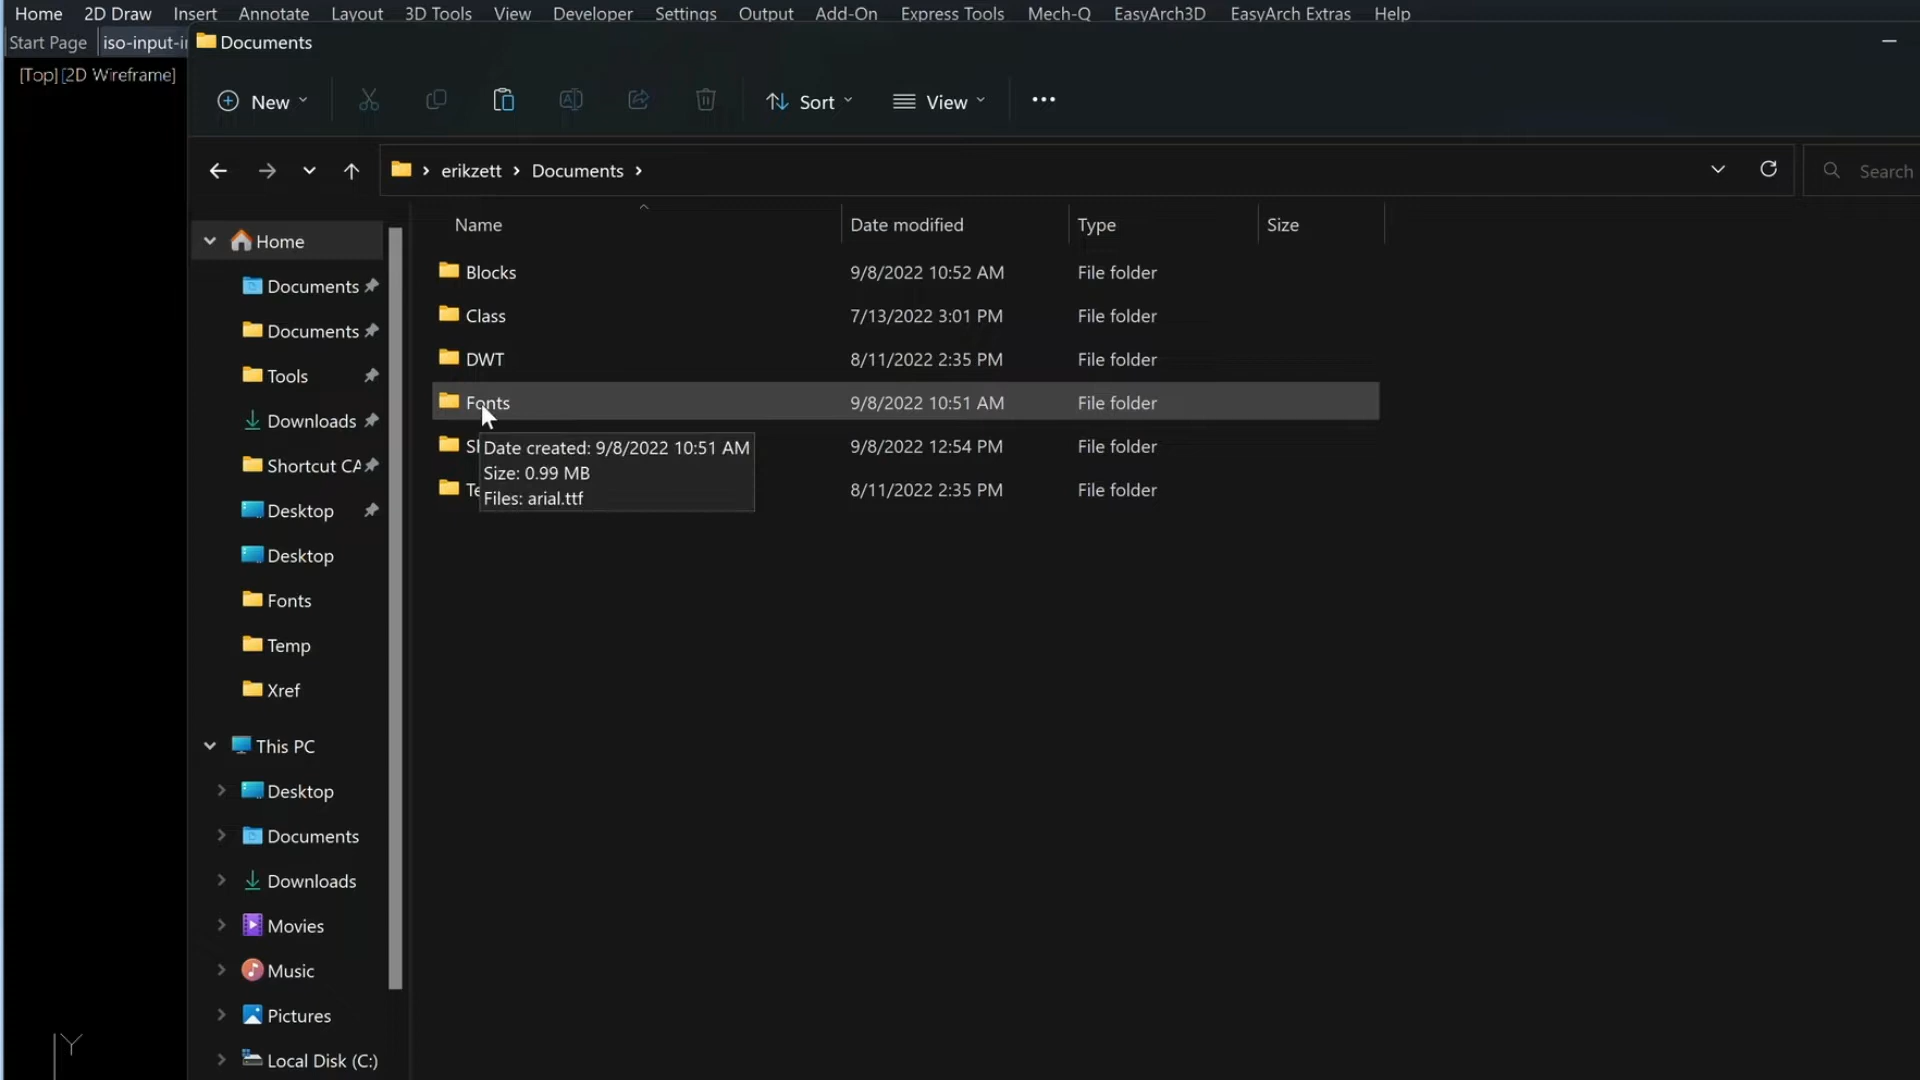 Home 2D Draw Insert Annotate Layout 3D Tools View Developer Settings Output Add-On Express Tools Mech-Q EasyArch3D EasyArch Extras Help
Start Page iso-input-i
Documents
[Top] [2D Wireframe]
New Sort View
erikzett › Documents ›
Search
Name Date modified Type Size
Home
Documents
Documents
Tools
Downloads
Shortcut CA
Desktop
Desktop
Fonts
Temp
Xref
This PC
Desktop
Documents
Downloads
Movies
Music
Pictures
Local Disk (C:)
Blocks 9/8/2022 10:52 AM File folder
Class 7/13/2022 3:01 PM File folder
DWT 8/11/2022 2:35 PM File folder
Fonts 9/8/2022 10:51 AM File folder
9/8/2022 12:54 PM File folder
Te 8/11/2022 2:35 PM File folder
Date created: 9/8/2022 10:51 AM
Size: 0.99 MB
Files: arial.ttf
Y